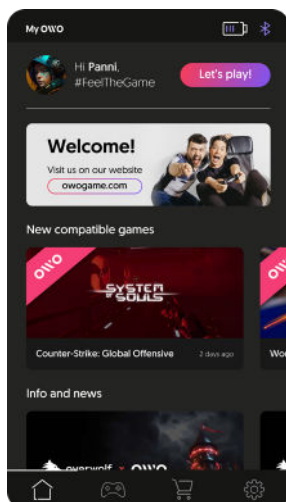 My OWO
Hi Panni,
#FeelTheGame
Let's play!
Welcome!
Visit us on our website
owogame.com
New compatible games
OWO
SYSTEM
SOULS
OWO
Counter-Strike: Global Offensive
2 days ago
Wo
Info and news
overwolf x OWO